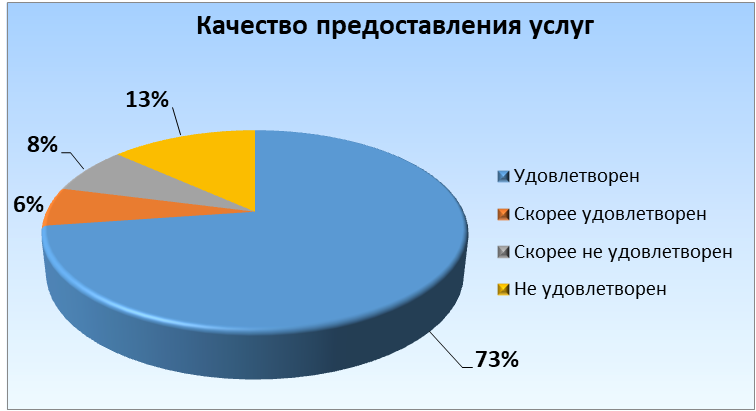 Качество предоставления услуг
13%
8%
6%
73%
Удовлетворен
Скорее удовлетворен
Скорее не удовлетворен
Не удовлетворен